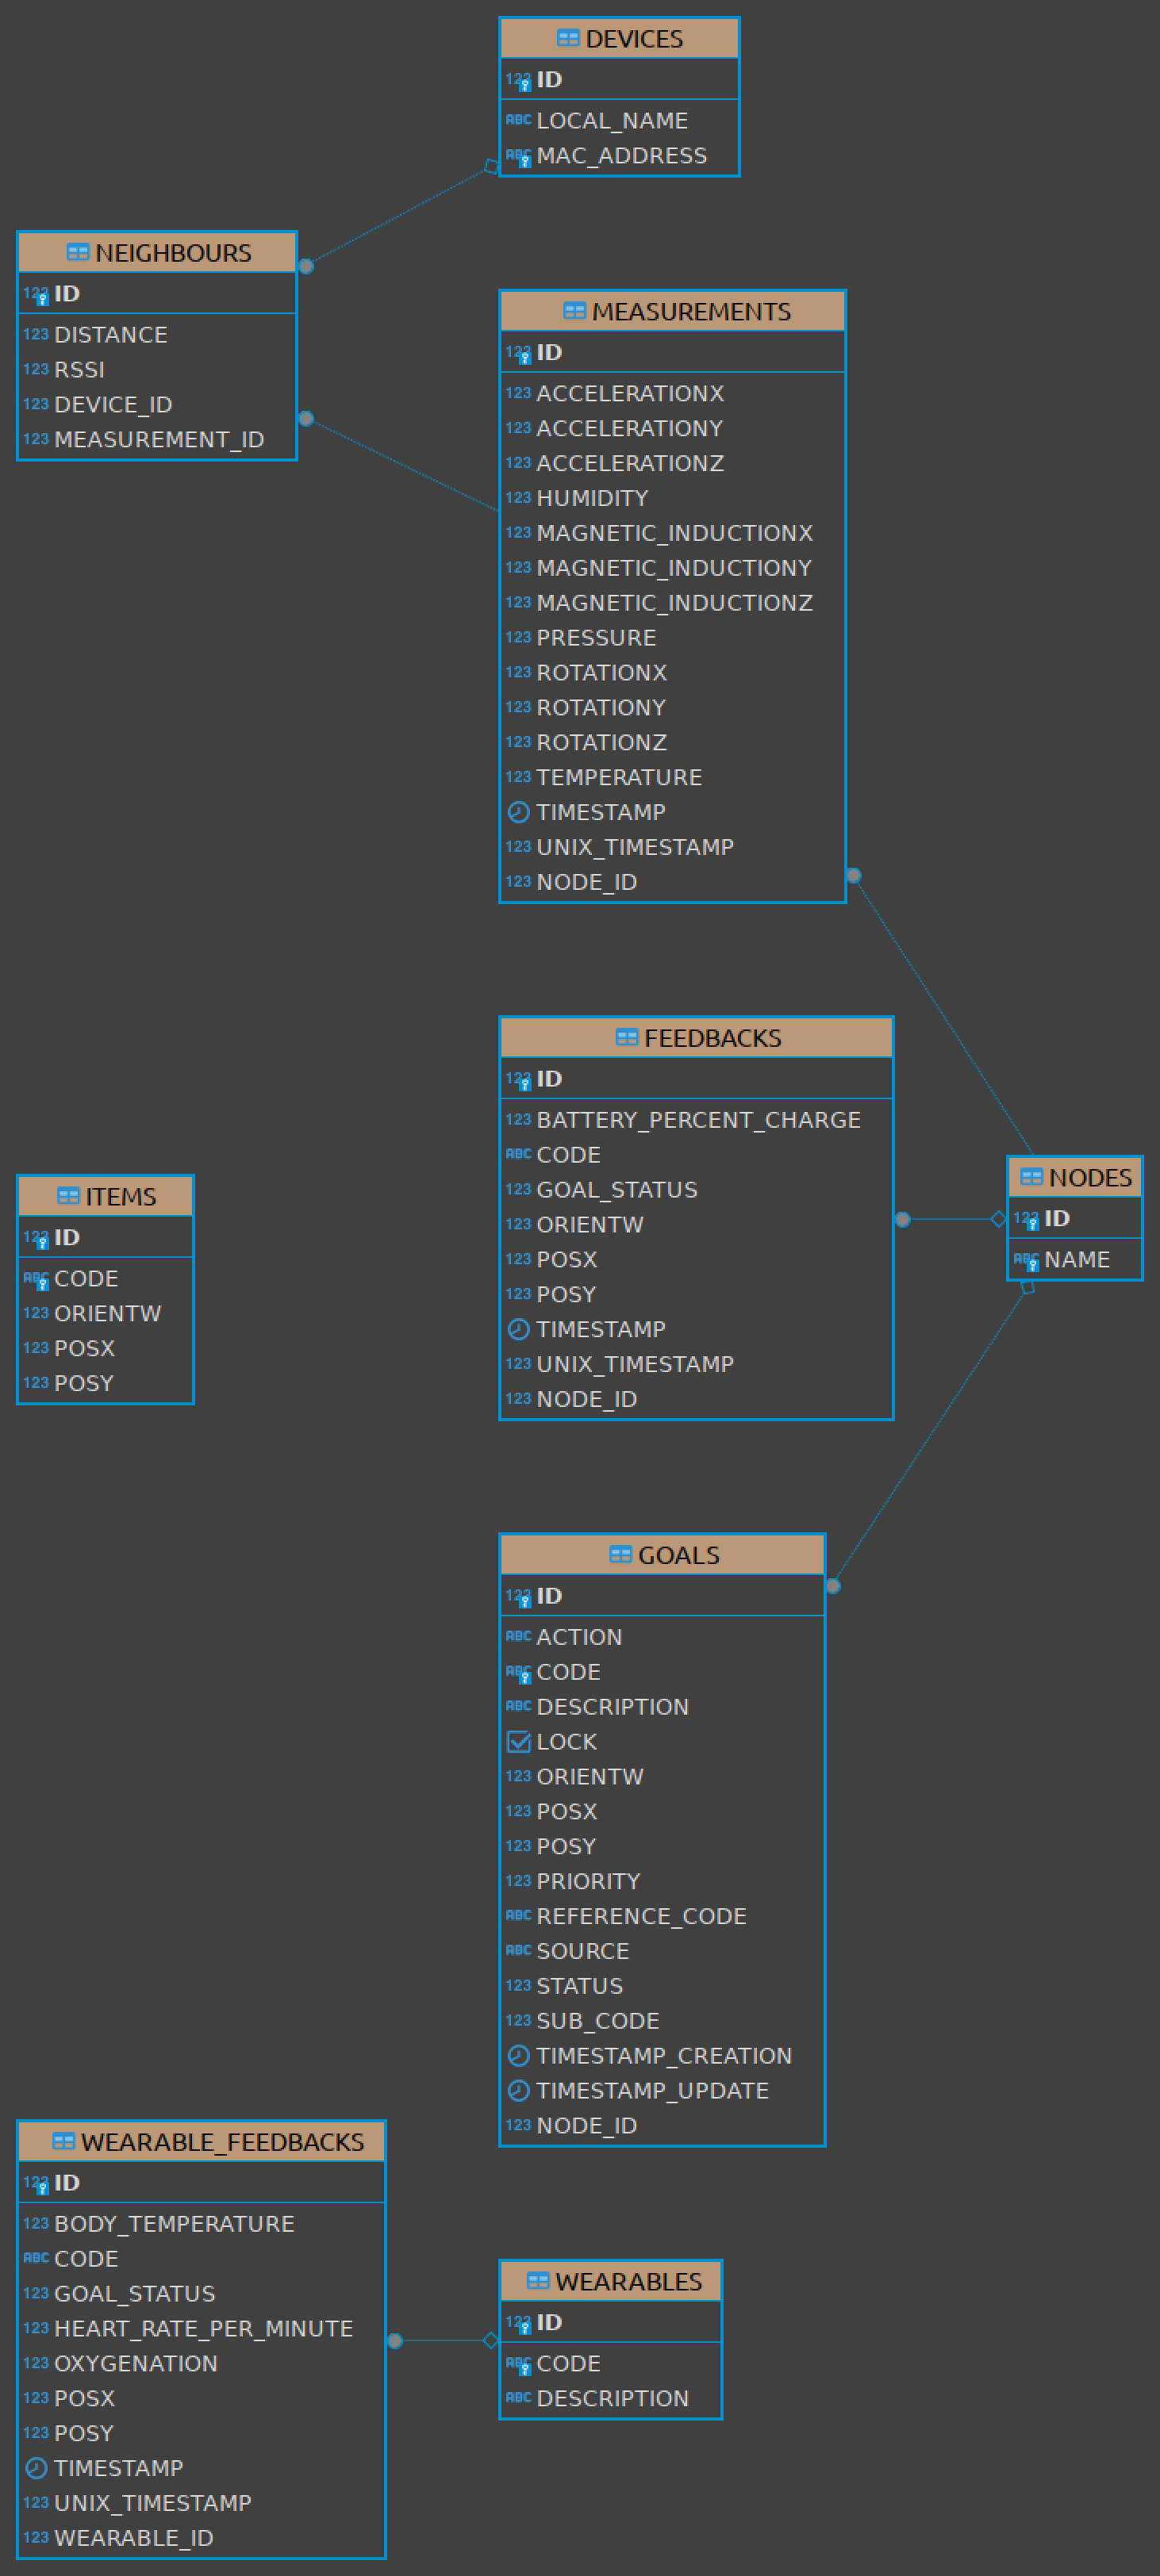 DEVICES
123 ID
ABC LOCAL_NAME
ABC MAC_ADDRESS
NEIGHBOURS
123 ID
123 DISTANCE
123 RSSI
123 DEVICE_ID
123 MEASUREMENT_ID
MEASUREMENTS
123 ID
123 ACCELERATIONX
123 ACCELERATIONY
123 ACCELERATIONZ
123 HUMIDITY
123 MAGNETIC_INDUCTIONX
123 MAGNETIC_INDUCTIONY
123 MAGNETIC_INDUCTIONZ
123 PRESSURE
123 ROTATIONX
123 ROTATIONY
123 ROTATIONZ
123 TEMPERATURE
TIMESTAMP
123 UNIX_TIMESTAMP
123 NODE_ID
FEEDBACKS
123 ID
123 BATTERY_PERCENT_CHARGE
ABC CODE
123 GOAL_STATUS
123 ORIENTW
123 POSX
123 POSY
TIMESTAMP
123 UNIX_TIMESTAMP
123 NODE_ID
NODES
123 ID
ABC NAME
ITEMS
123 ID
ABC CODE
123 ORIENTW
123 POSX
123 POSY
GOALS
123 ID
ABC ACTION
ABC CODE
ABC DESCRIPTION
LOCK
123 ORIENTW
123 POSX
123 POSY
123 PRIORITY
ABC REFERENCE_CODE
ABC SOURCE
123 STATUS
123 SUB_CODE
TIMESTAMP_CREATION
TIMESTAMP_UPDATE
123 NODE_ID
WEARABLE_FEEDBACKS
123 ID
123 BODY_TEMPERATURE
ABC CODE
123 GOAL_STATUS
123 HEART_RATE_PER_MINUTE
123 OXYGENATION
123 POSX
123 POSY
TIMESTAMP
123 UNIX_TIMESTAMP
123 WEARABLE_ID
WEARABLES
123 ID
ABC CODE
ABC DESCRIPTION